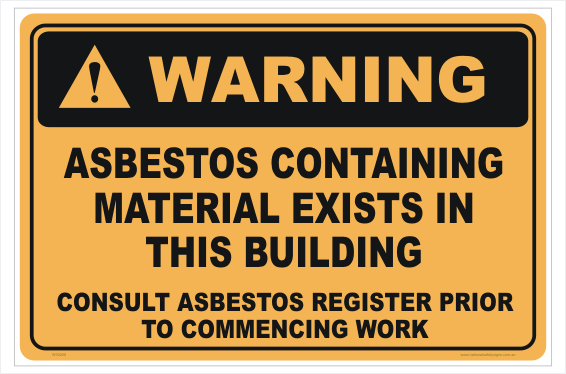 WARNING
ASBESTOS CONTAINING
MATERIAL EXISTS IN
THIS BUILDING
CONSULT ASBESTOS REGISTER PRIOR
TO COMMENCING WORK